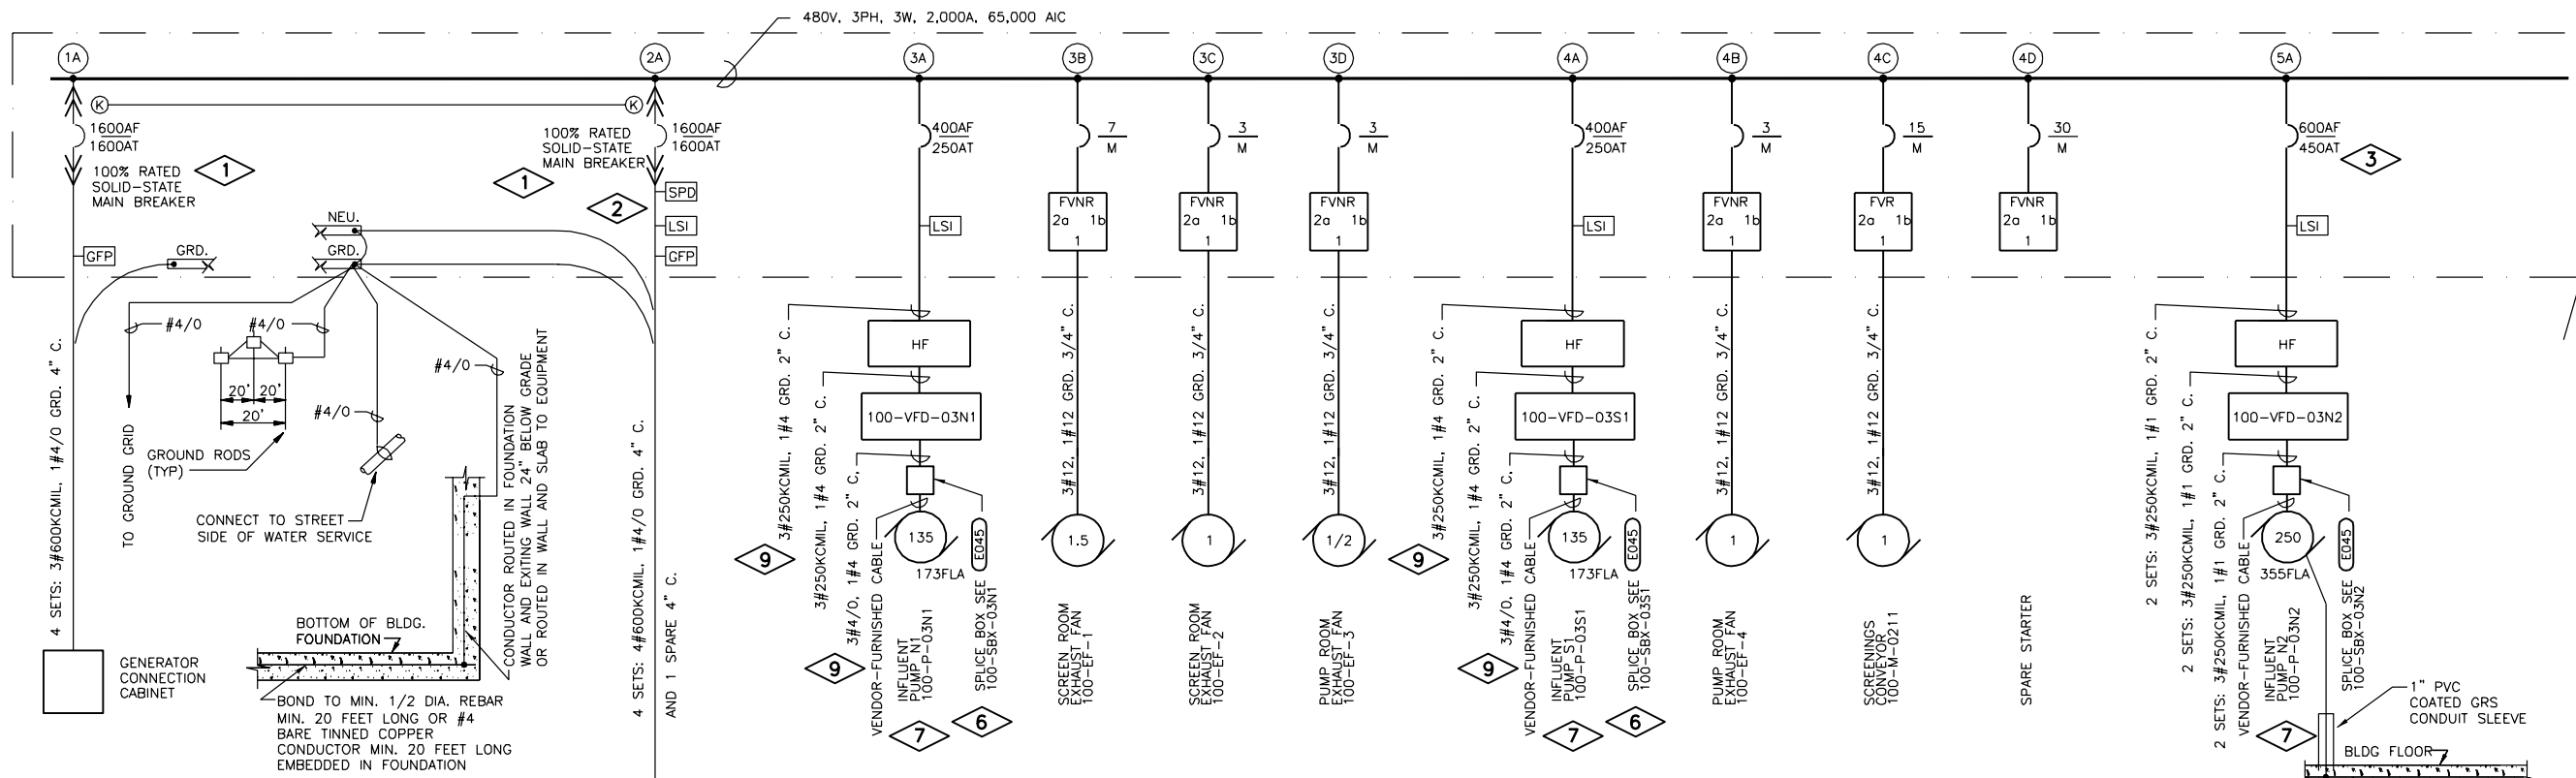 480V, 3PH, 3W, 2,000A, 65,000 AIC
1A
2A
3A
3B
3C
3D
4A
4B
4C
4D
5A
K
K
1600AF
1600AT
100% RATED
SOLID-STATE
MAIN BREAKER
1
100% RATED
SOLID-STATE
MAIN BREAKER
1600AF
1600AT
1
2
SPD
LSI
GFP
GFP
GRD.
NEU.
GRD.
400AF
250AT
LSI
7
M
3
M
3
M
400AF
250AT
LSI
3
M
15
M
30
M
600AF
450AT
3
LSI
FVNR
2a 1b
1
FVNR
2a 1b
1
FVNR
2a 1b
1
FVNR
2a 1b
1
FVR
2a 1b
1
FVNR
2a 1b
1
4 SETS: 3#600KCMIL, 1#4/0 GRD. 4" C.
GENERATOR
CONNECTION
CABINET
TO GROUND GRID
#4/0
#4/0
#4/0
#4/0
20'
20'
20'
GROUND RODS
(TYP)
CONNECT TO STREET
SIDE OF WATER SERVICE
CONDUCTOR ROUTED IN FOUNDATION
WALL AND EXITING WALL 24" BELOW GRADE
OR ROUTED IN WALL AND SLAB TO EQUIPMENT
BOTTOM OF BLDG.
FOUNDATION
BOND TO MIN. 1/2 DIA. REBAR
MIN. 20 FEET LONG OR #4
BARE TINNED COPPER
CONDUCTOR MIN. 20 FEET LONG
EMBEDDED IN FOUNDATION
4 SETS: 4#600KCMIL, 1#4/0 GRD. 4" C.
AND 1 SPARE 4" C.
3#250KCMIL, 1#4 GRD. 2" C.
3#250KCMIL, 1#4 GRD. 2" C.
3#4/0, 1#4 GRD. 2" C,
VENDOR-FURNISHED CABLE
9
9
HF
100-VFD-03N1
135
173FLA
E045
INFLUENT
PUMP N1
100-P-03N1
7
SPLICE BOX SEE
100-SBX-03N1
6
3#12, 1#12 GRD. 3/4" C.
1.5
SCREEN ROOM
EXHAUST FAN
100-EF-1
3#12, 1#12 GRD. 3/4" C.
1
SCREEN ROOM
EXHAUST FAN
100-EF-2
3#12, 1#12 GRD. 3/4" C.
1/2
PUMP ROOM
EXHAUST FAN
100-EF-3
3#250KCMIL, 1#4 GRD. 2" C.
3#250KCMIL, 1#4 GRD. 2" C.
3#4/0, 1#4 GRD. 2" C.
VENDOR-FURNISHED CABLE
9
9
HF
100-VFD-03S1
135
173FLA
E045
INFLUENT
PUMP S1
100-P-03S1
7
SPLICE BOX SEE
100-SBX-03S1
6
3#12, 1#12 GRD. 3/4" C.
1
PUMP ROOM
EXHAUST FAN
100-EF-4
3#12, 1#12 GRD. 3/4" C.
1
SCREENINGS
CONVEYOR
100-M-0211
SPARE STARTER
2 SETS: 3#250KCMIL, 1#1 GRD. 2" C.
2 SETS: 3#250KCMIL, 1#1 GRD. 2" C.
2 SETS: 3#250KCMIL, 1#1 GRD. 2" C.
VENDOR-FURNISHED CABLE
HF
100-VFD-03N2
250
355FLA
E045
INFLUENT
PUMP N2
100-P-03N2
7
SPLICE BOX SEE
100-SBX-03N2
1" PVC
COATED GRS
CONDUIT SLEEVE
BLDG FLOOR